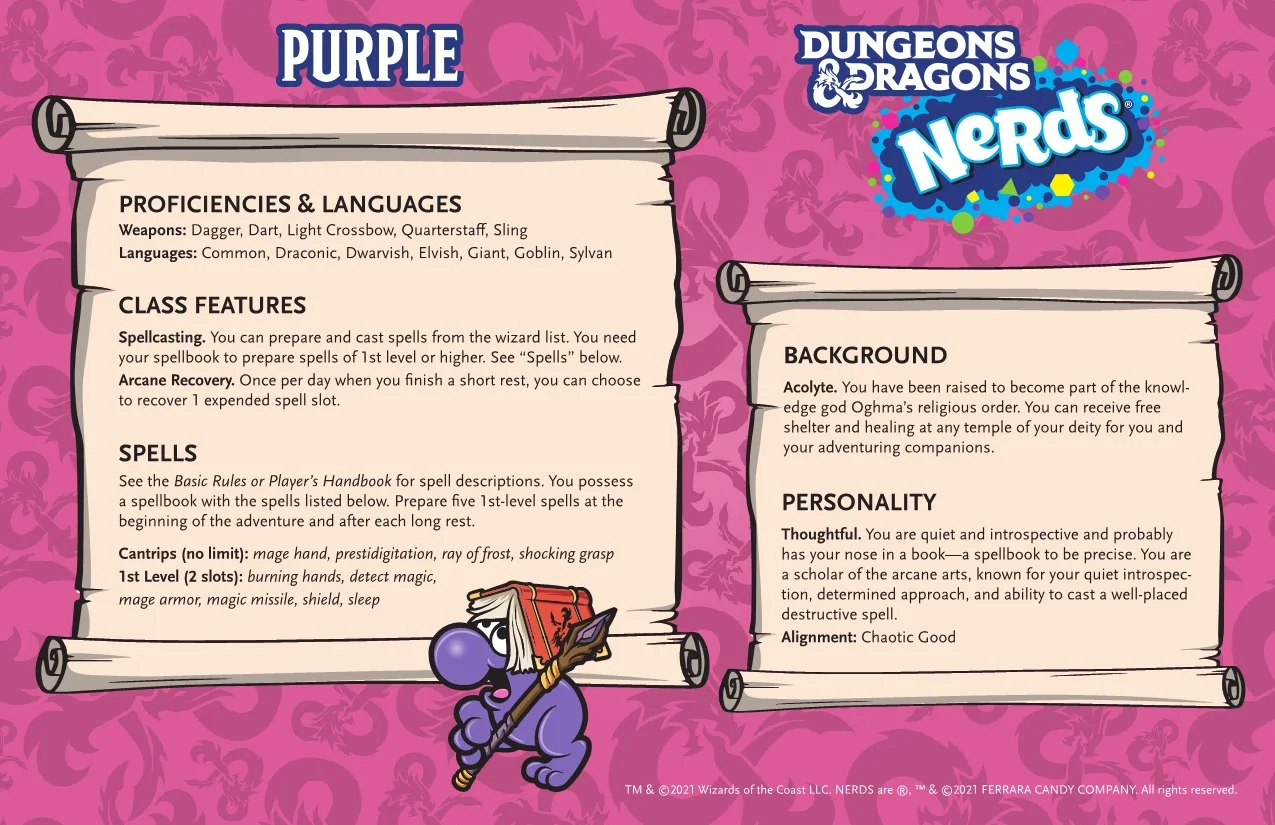 PURPLE
PROFICIENCIES & LANGUAGES
Weapons: Dagger, Dart, Light Crossbow, Quarterstaff, Sling
Languages: Common, Draconic, Dwarvish, Elvish, Giant, Goblin, Sylvan
CLASS FEATURES
Spellcasting. You can prepare and cast spells from the wizard list. You need
your spellbook to prepare spells of 1st level or higher. See “Spells” below.
Arcane Recovery. Once per day when you finish a short rest, you can choose
to recover 1 expended spell slot.
SPELLS
See the Basic Rules or Player’s Handbook for spell descriptions. You possess
a spellbook with the spells listed below. Prepare five 1st-level spells at the
beginning of the adventure and after each long rest.
Cantrips (no limit): mage hand, prestidigitation, ray of frost, shocking grasp
1st Level (2 slots): burning hands, detect magic,
mage armor, magic missile, shield, sleep
DUNGEONS
& DRAGONS
NeRdS®
BACKGROUND
Acolyte. You have been raised to become part of the knowl-
edge god Oghma’s religious order. You can receive free
shelter and healing at any temple of your deity for you and
your adventuring companions.
PERSONALITY
Thoughtful. You are quiet and introspective and probably
has your nose in a book—a spellbook to be precise. You are
a scholar of the arcane arts, known for your quiet introspec-
tion, determined approach, and ability to cast a well-placed
destructive spell.
Alignment: Chaotic Good
TM & ©2021 Wizards of the Coast LLC. NERDS are ®, ™ & ©2021 FERRARA CANDY COMPANY. All rights reserved.